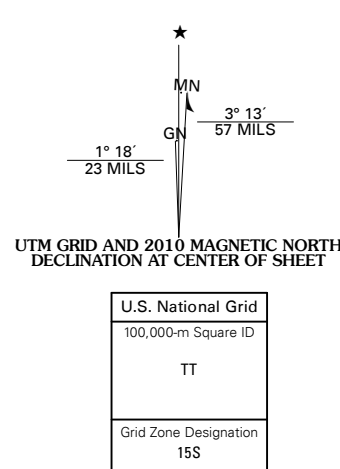 ★
MN
GN
3° 13´
57 MILS
1° 18´
23 MILS
UTM GRID AND 2010 MAGNETIC NORTH
DECLINATION AT CENTER OF SHEET
U.S. National Grid
100,000-m Square ID
TT
Grid Zone Designation
15S